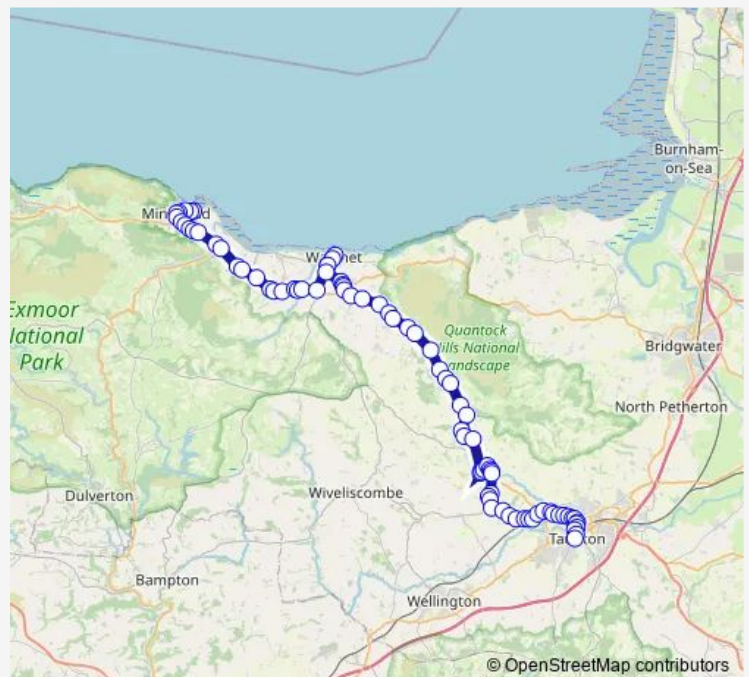 Burnham-
on-Sea
Exmoor
National
Park
Quantock
Hills National
Landscape
Bridgwater
North Petherton
Dulverton
Wiveliscombe
Bampton
Wellington
© OpenStreetMap contributors